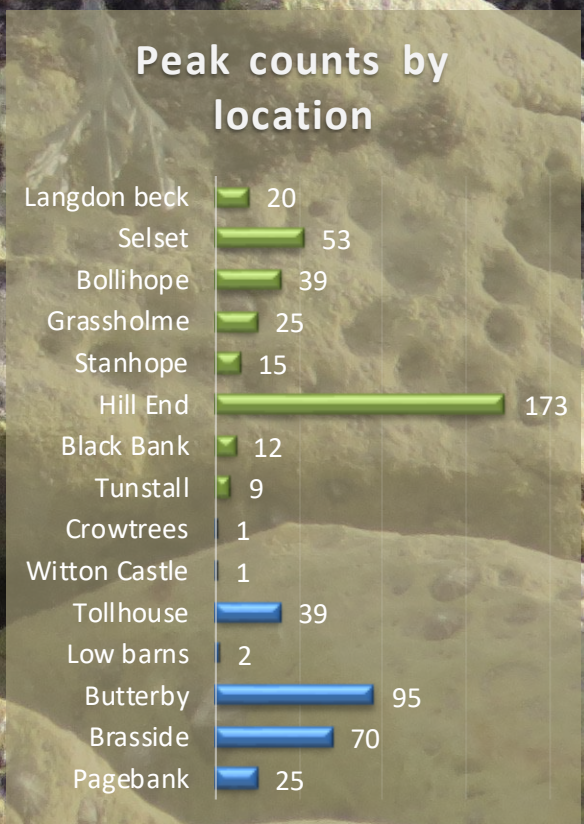 Peak counts by
location
Langdon beck 20
Selset 53
Bollihope 39
Grassholme 25
Stanhope 15
Hill End 173
Black Bank 12
Tunstall 9
Crowtrees 1
Witton Castle 1
Tollhouse 39
Low barns 2
Butterby 95
Brasside 70
Pagebank 25